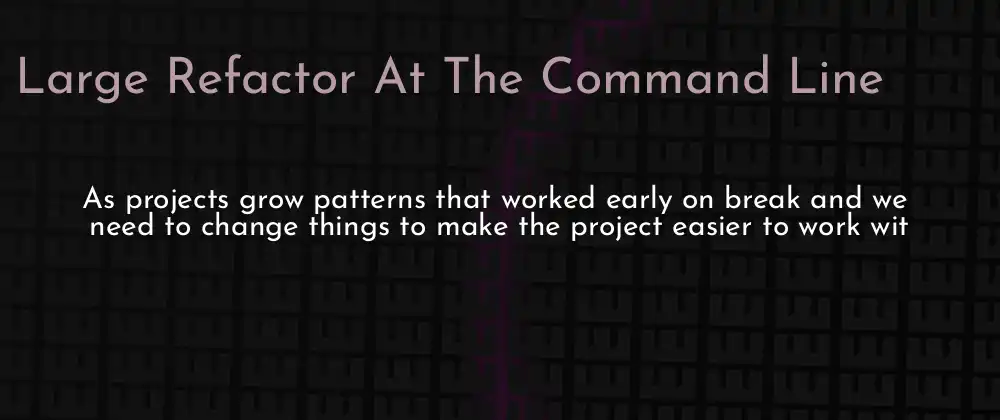 Large Refactor At The Command Line
As projects grow patterns that worked early on break and we
need to change things to make the project easier to work wit